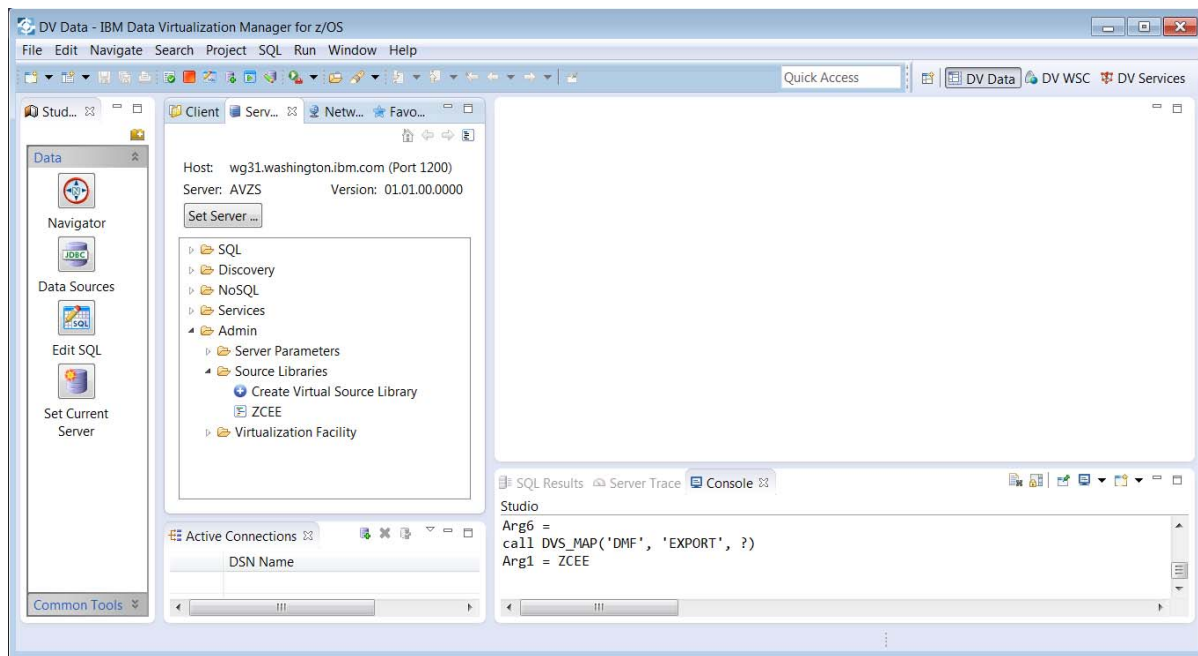 DV Data - IBM Data Virtualization Manager for z/OS
File Edit Navigate Search Project SQL Run Window Help
Quick Access
DV Data
DV WSC
DV Services
Stud...
Data
Navigator
JDBC
Data Sources
SQL
Edit SQL
Set Current
Server
Common Tools
Client
Serv...
Netw...
Favo...
Host: wg31.washington.ibm.com (Port 1200)
Server: AVZS Version: 01.01.00.0000
Set Server ...
SQL
Discovery
NoSQL
Services
Admin
Server Parameters
Source Libraries
Create Virtual Source Library
ZCEE
Virtualization Facility
Active Connections
DSN Name
SQL Results
Server Trace
Console
Studio
Arg6 =
call DVS_MAP('DMF', 'EXPORT', ?)
Arg1 = ZCEE